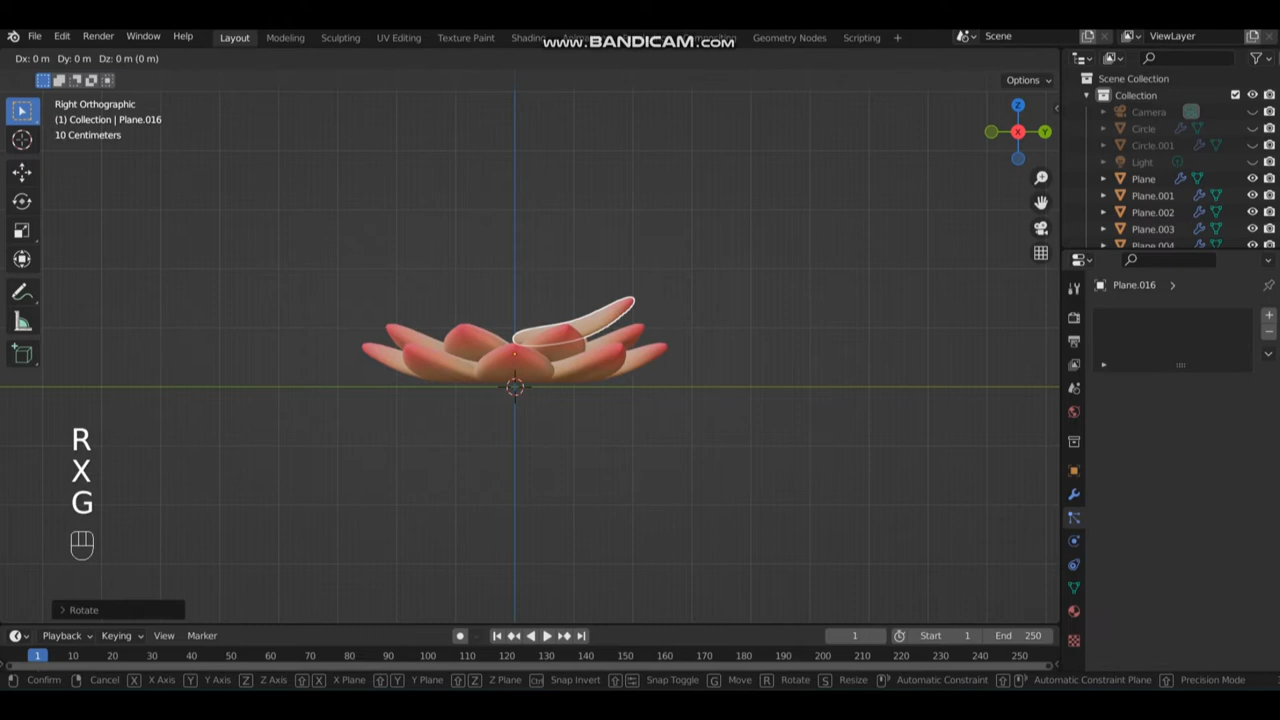 File Edit Render Window Help Layout Modeling Sculpting UV Editing Texture Paint Shading Geometry Nodes Scripting + Scene ViewLayer
www.BANDICAM.com
Dx: 0 m Dy: 0 m Dz: 0 m (0 m)
Options
Right Orthographic
(1) Collection | Plane.016
10 Centimeters
Z
X
Y
Scene Collection
Collection
Camera
Circle
Circle.001
Light
Plane
Plane.001
Plane.002
Plane.003
Plane.004
Plane.016
R
X
G
Rotate
Playback Keying View Marker 1 Start 1 End 250
1 10 20 30 40 50 60 70 80 90 100 110 120 130 140 150 160 170 180 190 200 210 220 230 240 250
Confirm Cancel X X Axis Y Y Axis Z Z Axis X X Plane Y Y Plane Z Z Plane Ctrl Snap Invert Snap Toggle G Move R Rotate S Resize Automatic Constraint Automatic Constraint Plane Precision Mode